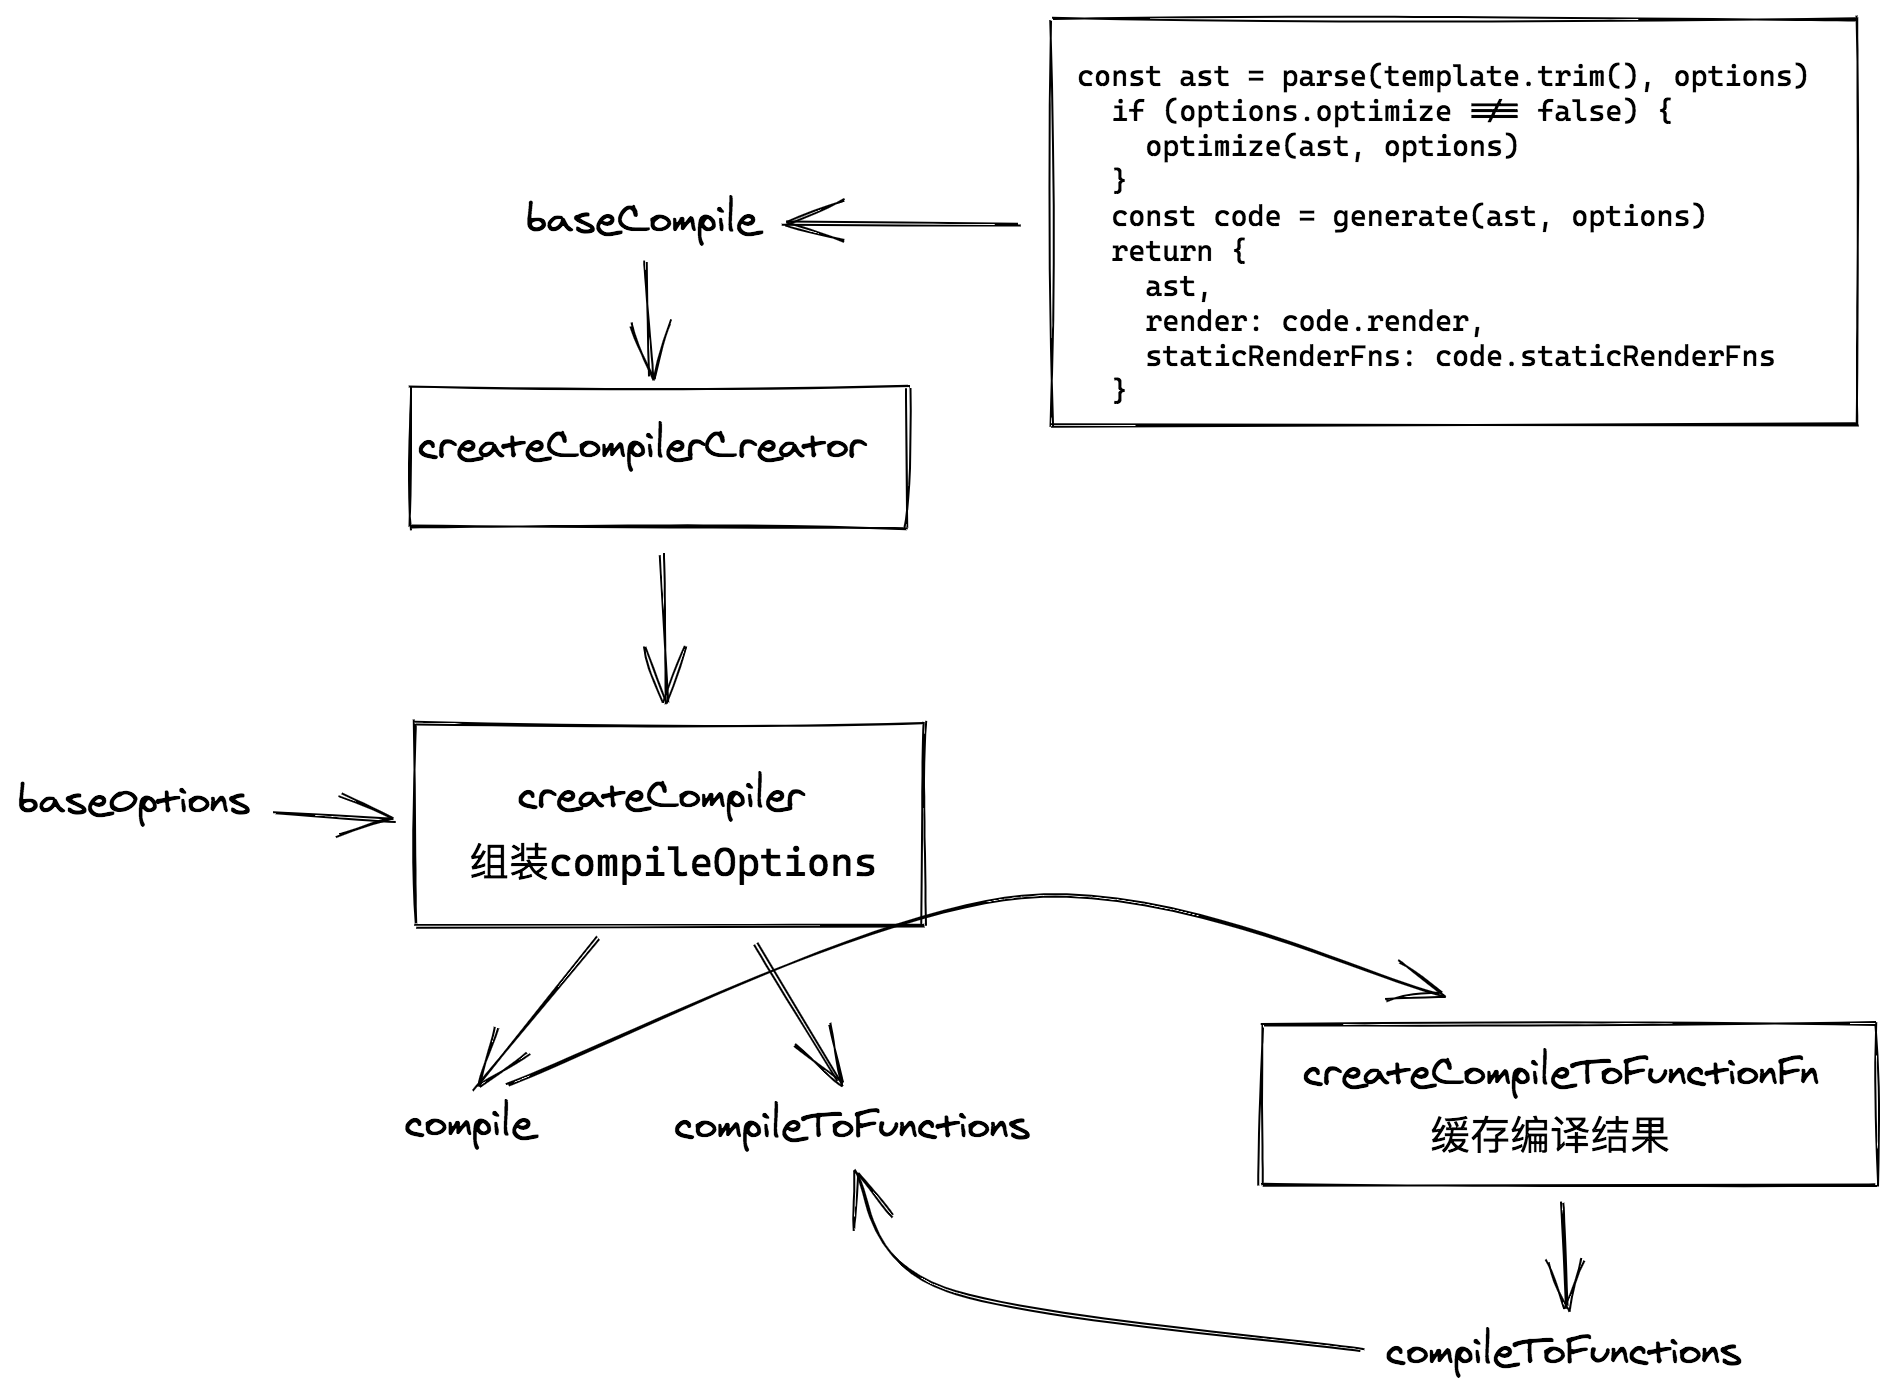 const ast = parse(template.trim(), options)
if (options.optimize !== false) {
optimize(ast, options)
}
const code = generate(ast, options)
return {
ast,
render: code.render,
staticRenderFns: code.staticRenderFns
}
baseCompile
createCompilerCreator
baseOptions
createCompiler
组装compileOptions
compile
compileToFunctions
createCompileToFunctionFn
缓存编译结果
compileToFunctions